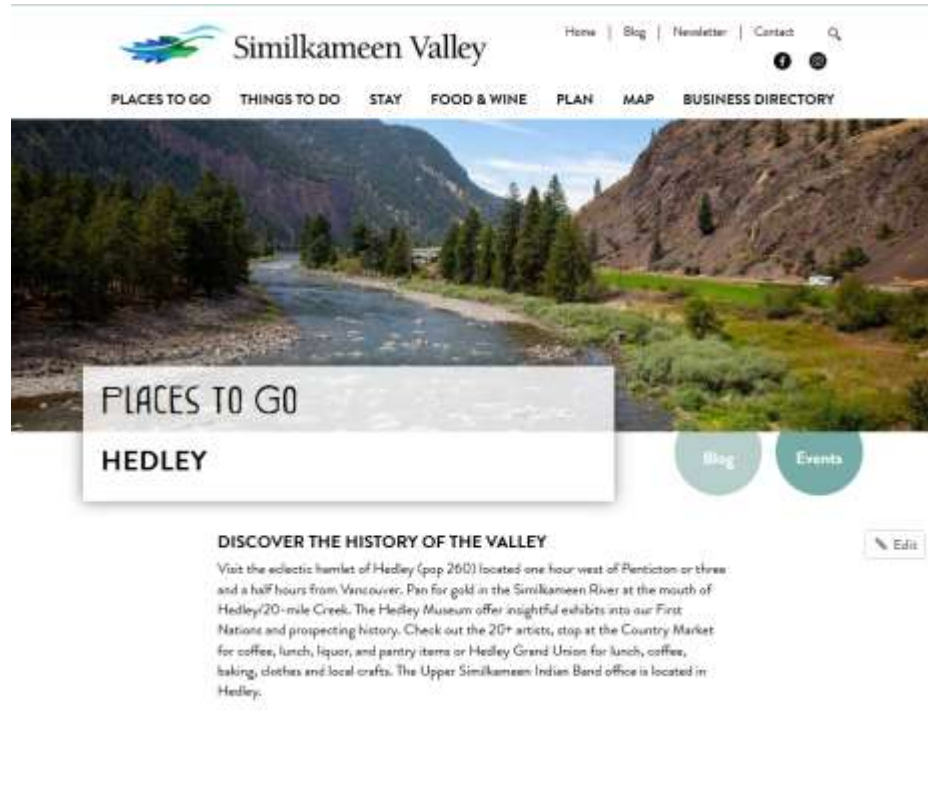 Similkameen Valley
Home | Blog | Newsletter | Contact
PLACES TO GO THINGS TO DO STAY FOOD & WINE PLAN MAP BUSINESS DIRECTORY
PLACES TO GO
HEDLEY
Blog
Events
DISCOVER THE HISTORY OF THE VALLEY
Edit
Visit the eclectic hamlet of Hedley (pop 260) located one hour west of Penticton or three
and a half hours from Vancouver. Pan for gold in the Similkameen River at the mouth of
Hedley/20-mile Creek. The Hedley Museum offer insightful exhibits into our First
Nations and prospecting history. Check out the 20+ artists, stop at the Country Market
for coffee, lunch, liquor, and pantry items or Hedley Grand Union for lunch, coffee,
baking, clothes and local crafts. The Upper Similkameen Indian Band office is located in
Hedley.